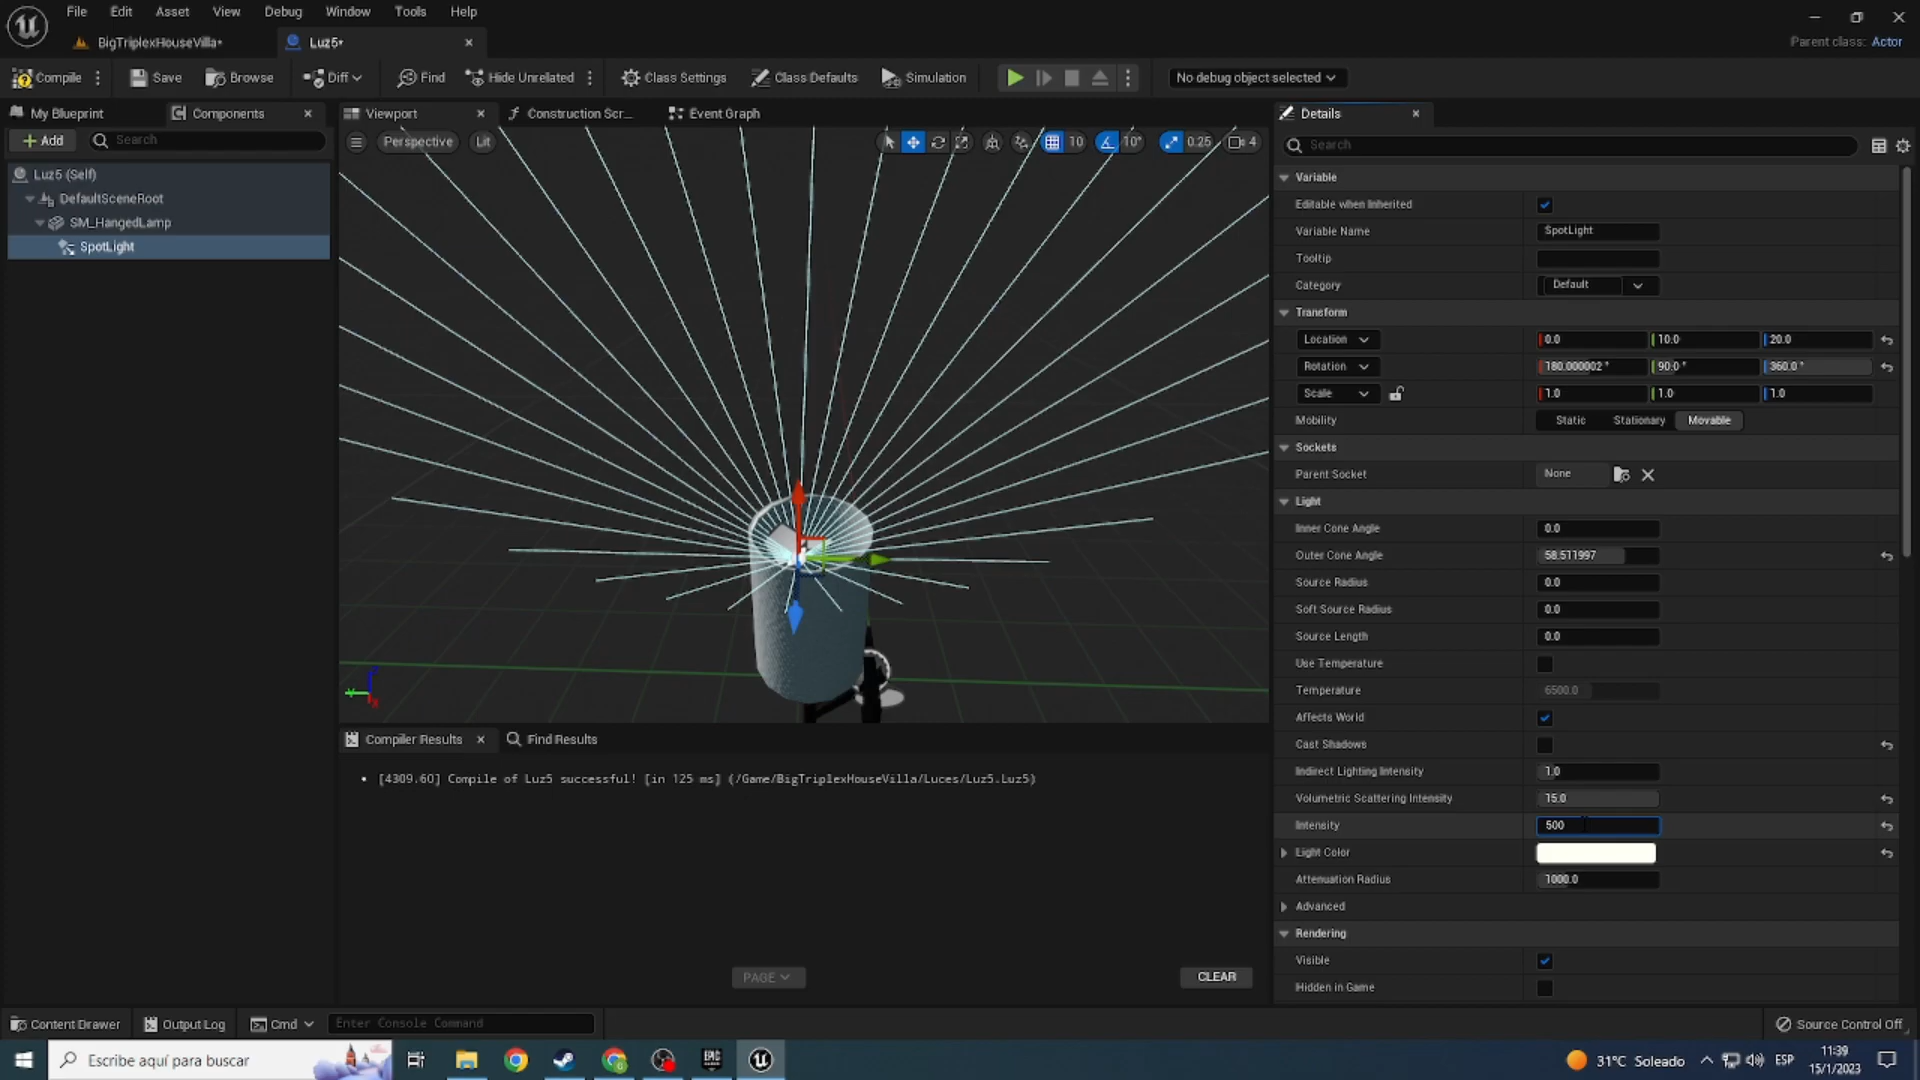 File Edit View Asset Debug Window Tools Help
BigTriplexHouseVilla* Luz5* Parent class: Actor
Compile Save Browse Diff Find Hide Unrelated Class Settings Class Defaults Simulation No debug object selected
My Blueprint Components Viewport Construction Scr... Event Graph Details
Add Search Perspective Lit 10 10° 0.25 4 Search
Luz5 (Self)
DefaultSceneRoot
SM_HangedLamp
SpotLight
Variable
Editable when Inherited
Variable Name SpotLight
Tooltip
Category Default
Transform
Location 0.0 10.0 20.0
Rotation 180.000002° 90.0° 360.0°
Scale 1.0 1.0 1.0
Mobility Static Stationary Movable
Sockets
Parent Socket None
Light
Inner Cone Angle 0.0
Outer Cone Angle 58.511997
Source Radius 0.0
Soft Source Radius 0.0
Source Length 0.0
Use Temperature
Temperature 6500.0
Affects World
Cast Shadows
Indirect Lighting Intensity 1.0
Volumetric Scattering Intensity 15.0
Intensity 500
Light Color
Attenuation Radius 1000.0
Advanced
Rendering
Visible
Hidden in Game
Compiler Results Find Results
[4309.60] Compile of Luz5 successful! [in 125 ms] (/Game/BigTriplexHouseVilla/Luces/Luz5.Luz5)
PAGE CLEAR
Content Drawer Output Log Cmd Enter Console Command Source Control Off
Escribe aquí para buscar EPIC 31°C Soleado ESP 11:39
15/1/2023